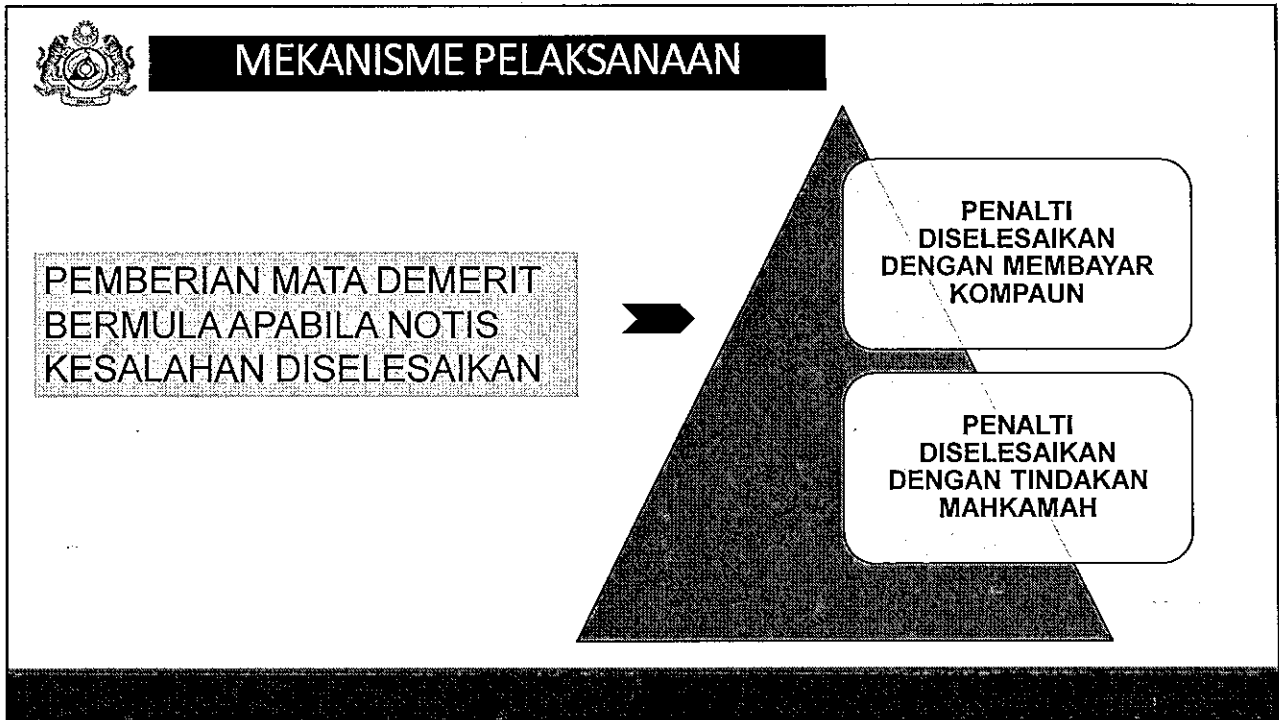 MEKANISME PELAKSANAAN
PEMBERIAN MATA DEMERIT
BERMULA APABILA NOTIS
KESALAHAN DISELESAIKAN
PENALTI
DISELESAIKAN
DENGAN MEMBAYAR
KOMPAUN
PENALTI
DISELESAIKAN
DENGAN TINDAKAN
MAHKAMAH